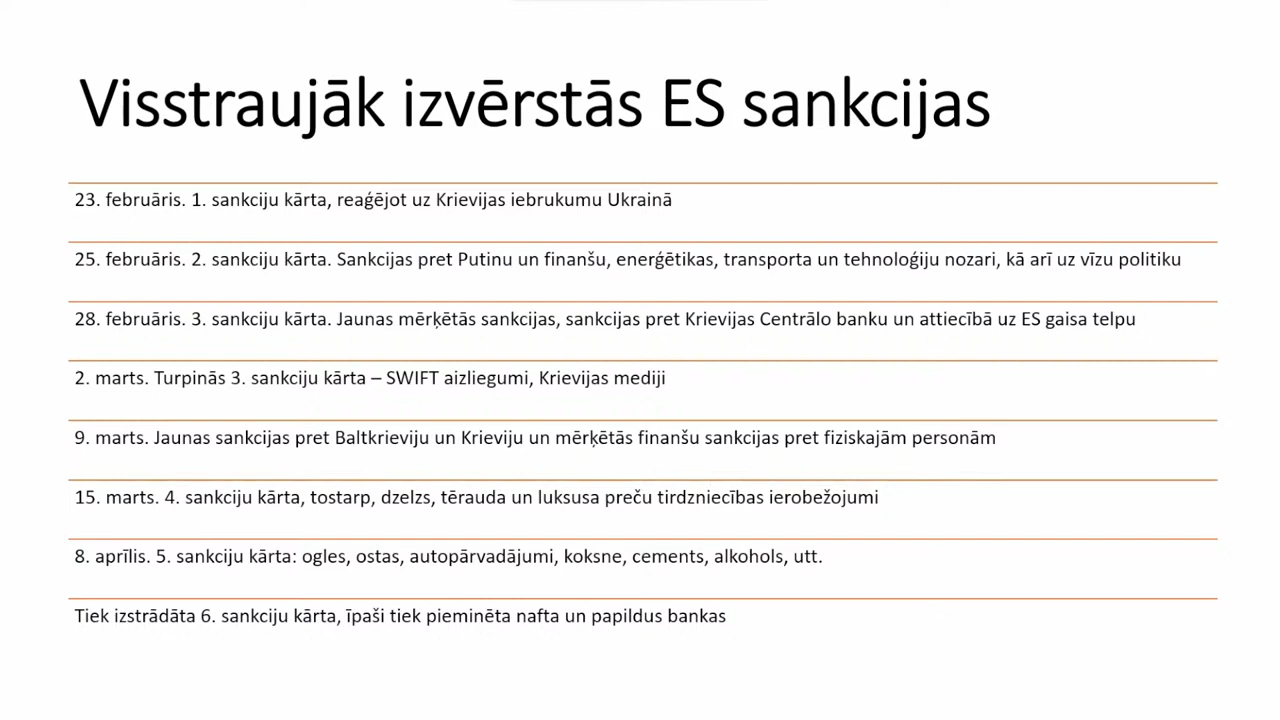 Visstraujāk izvērstās ES sankcijas
23. februāris. 1. sankciju kārta, reaģējot uz Krievijas iebrukumu Ukrainā
25. februāris. 2. sankciju kārta. Sankcijas pret Putinu un finanšu, enerģētikas, transporta un tehnoloģiju nozari, kā arī uz vīzu politiku
28. februāris. 3. sankciju kārta. Jaunas mērķētās sankcijas, sankcijas pret Krievijas Centrālo banku un attiecībā uz ES gaisa telpu
2. marts. Turpinās 3. sankciju kārta – SWIFT aizliegumi, Krievijas mediji
9. marts. Jaunas sankcijas pret Baltkrieviju un Krieviju un mērķētās finanšu sankcijas pret fiziskajām personām
15. marts. 4. sankciju kārta, tostarp, dzelzs, tērauda un luksusa preču tirdzniecības ierobežojumi
8. aprīlis. 5. sankciju kārta: ogles, ostas, autopārvadājumi, koksne, cements, alkohols, utt.
Tiek izstrādāta 6. sankciju kārta, īpaši tiek pieminēta nafta un papildus bankas